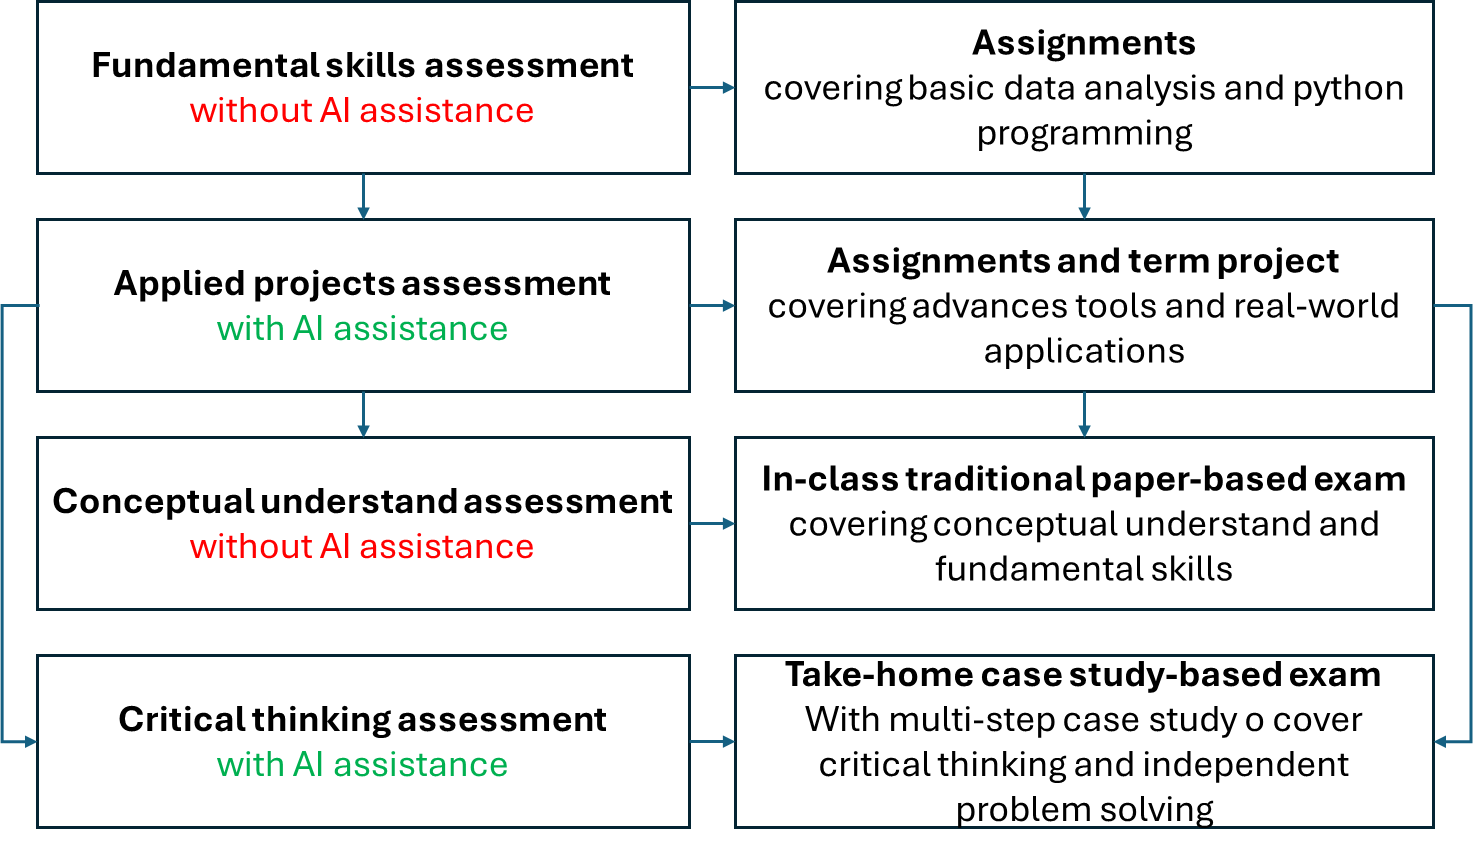 Fundamental skills assessment
without AI assistance
Assignments
covering basic data analysis and python
programming
Applied projects assessment
with AI assistance
Assignments and term project
covering advances tools and real-world
applications
Conceptual understand assessment
without AI assistance
In-class traditional paper-based exam
covering conceptual understand and
fundamental skills
Critical thinking assessment
with AI assistance
Take-home case study-based exam
With multi-step case study o cover
critical thinking and independent
problem solving